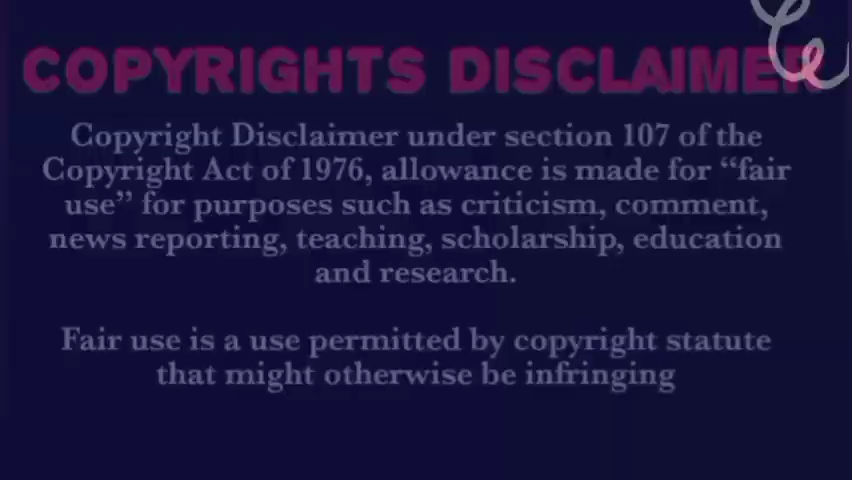 COPYRIGHTS DISCLAIMER
Copyright Disclaimer under section 107 of the
Copyright Act of 1976, allowance is made for “fair
use” for purposes such as criticism, comment,
news reporting, teaching, scholarship, education
and research.
Fair use is a use permitted by copyright statute
that might otherwise be infringing